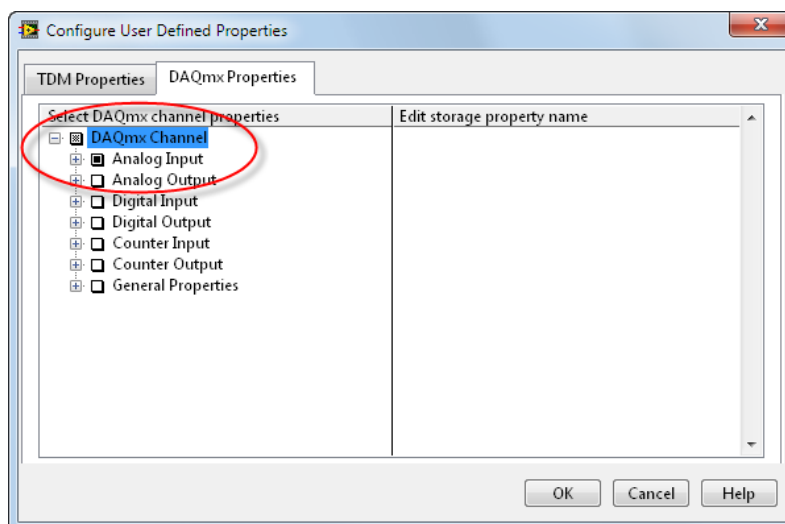 Configure User Defined Properties
TDM Properties DAQmx Properties
Select DAQmx channel properties Edit storage property name
DAQmx Channel
Analog Input
Analog Output
Digital Input
Digital Output
Counter Input
Counter Output
General Properties
OK Cancel Help